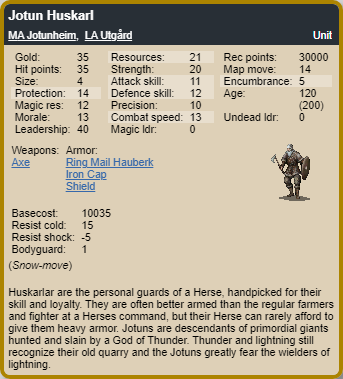 Jotun Huskarl
MA Jotunheim, LA Utgård Unit
Gold: 35 Resources: 21 Rec points: 30000
Hit points: 35 Strength: 20 Map move: 14
Size: 4 Attack skill: 11 Encumbrance: 5
Protection: 14 Defence skill: 12 Age: 120
Magic res: 12 Precision: 10 (200)
Morale: 13 Combat speed: 13 Undead ldr: 0
Leadership: 40 Magic ldr: 0
Weapons: Armor:
Axe Ring Mail Hauberk
Iron Cap
Shield
Basecost: 10035
Resist cold: 15
Resist shock: -5
Bodyguard: 1
(Snow-move)
Huskarlar are the personal guards of a Herse, handpicked for their
skill and loyalty. They are often better armed than the regular farmers
and fighter at a Herses command, but their Herse can rarely afford to
give them heavy armor. Jotuns are descendants of primordial giants
hunted and slain by a God of Thunder. Thunder and lightning still
recognize their old quarry and the Jotuns greatly fear the wielders of
lightning.